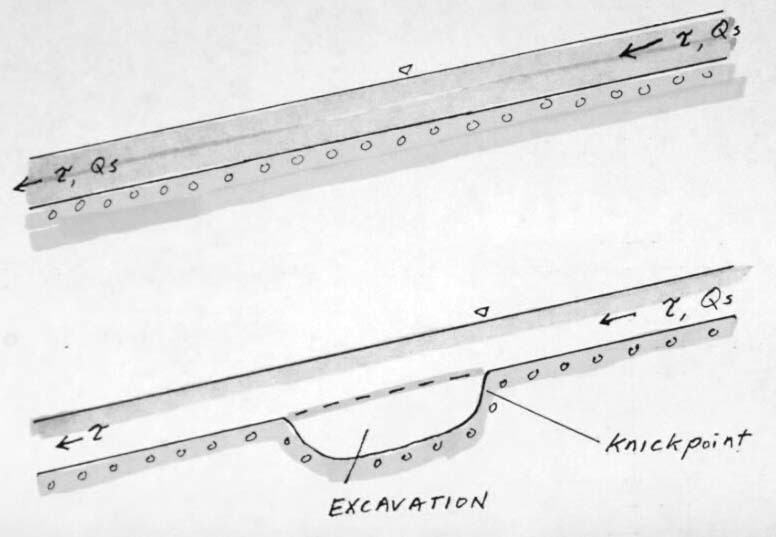 τ, Qs
τ, Qs
τ, Qs
τ
Knickpoint
EXCAVATION